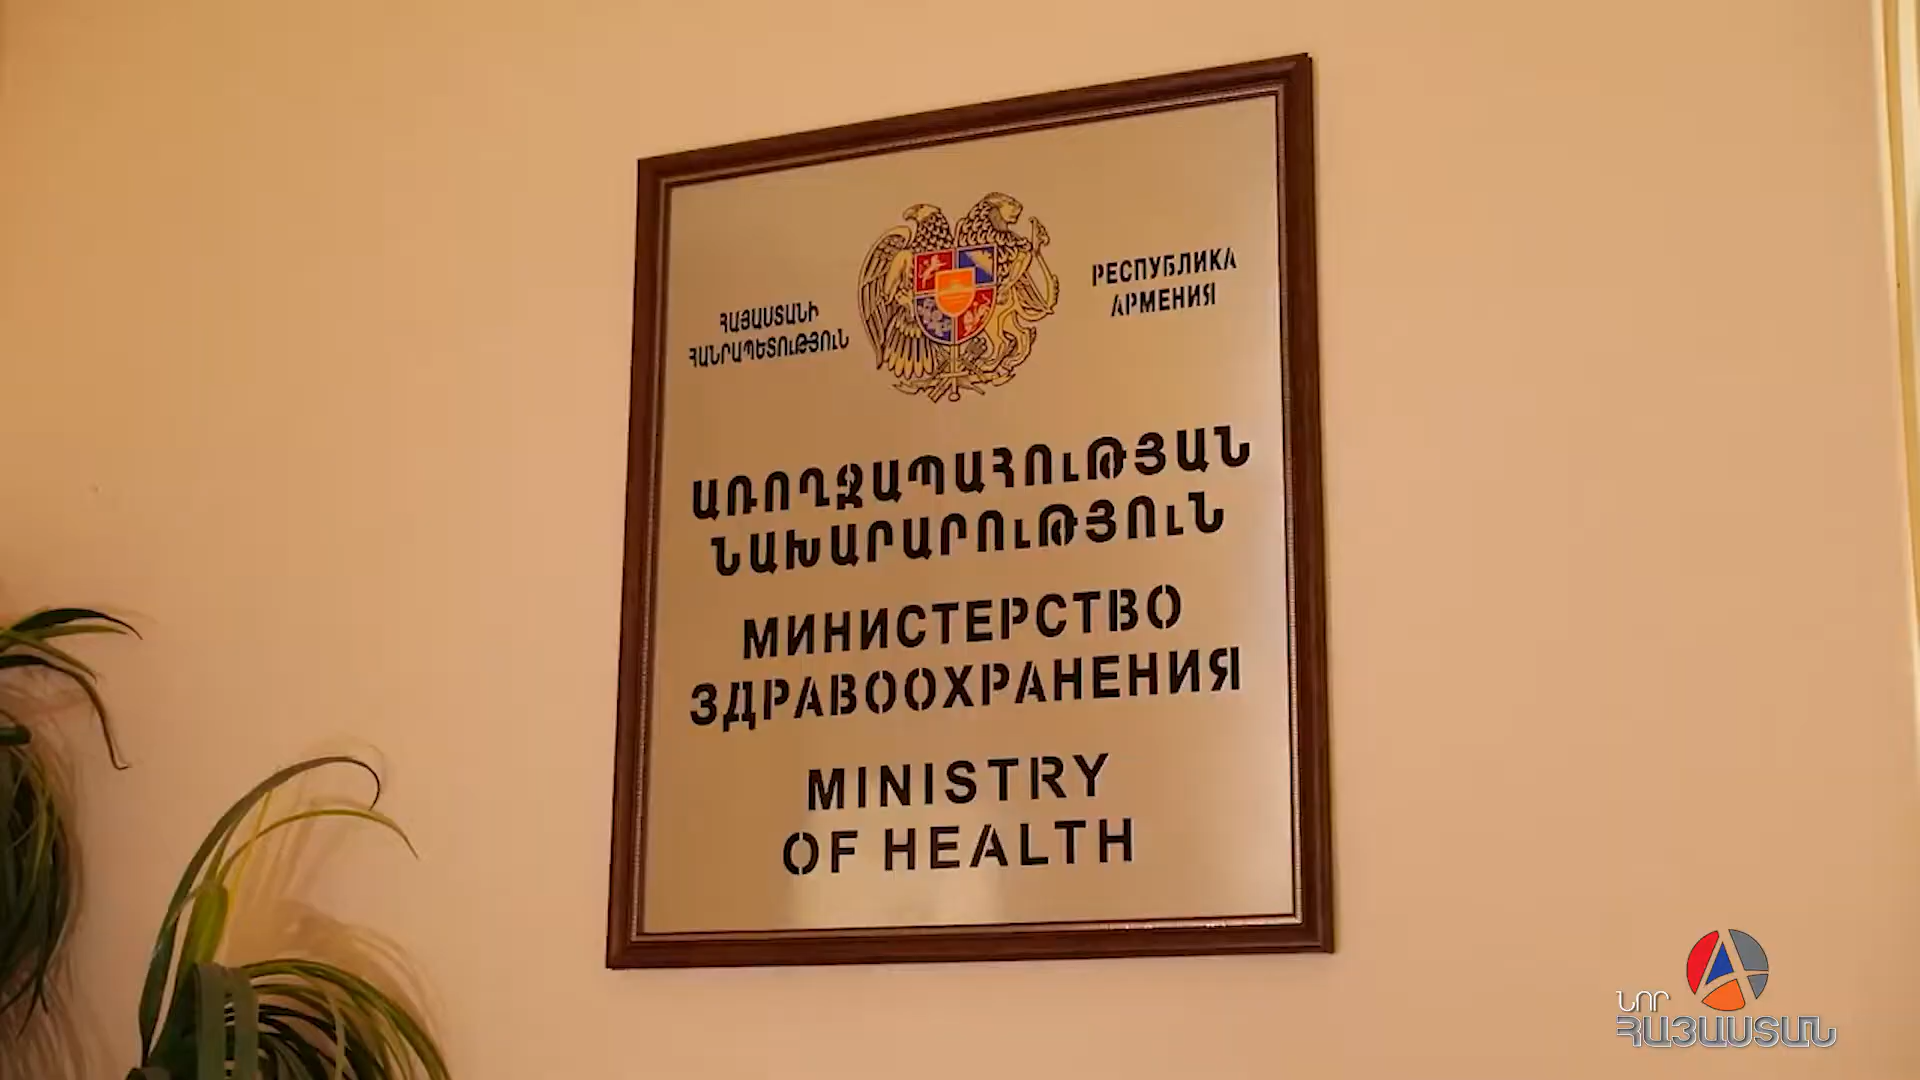 ՀԱՅԱՍՏԱՆԻ
ՀԱՆՐԱՊԵՏՈՒԹՅՈՒՆ
РЕСПУБЛИКА
АРМЕНИЯ
ԱՌՈՂՋԱՊԱՀՈՒԹՅԱՆ
ՆԱԽԱՐԱՐՈՒԹՅՈՒՆ
МИНИСТЕРСТВО
ЗДРАВООХРАНЕНИЯ
MINISTRY
OF HEALTH
ՆՈՐ
ՀԱՅԱՍՏԱՆ